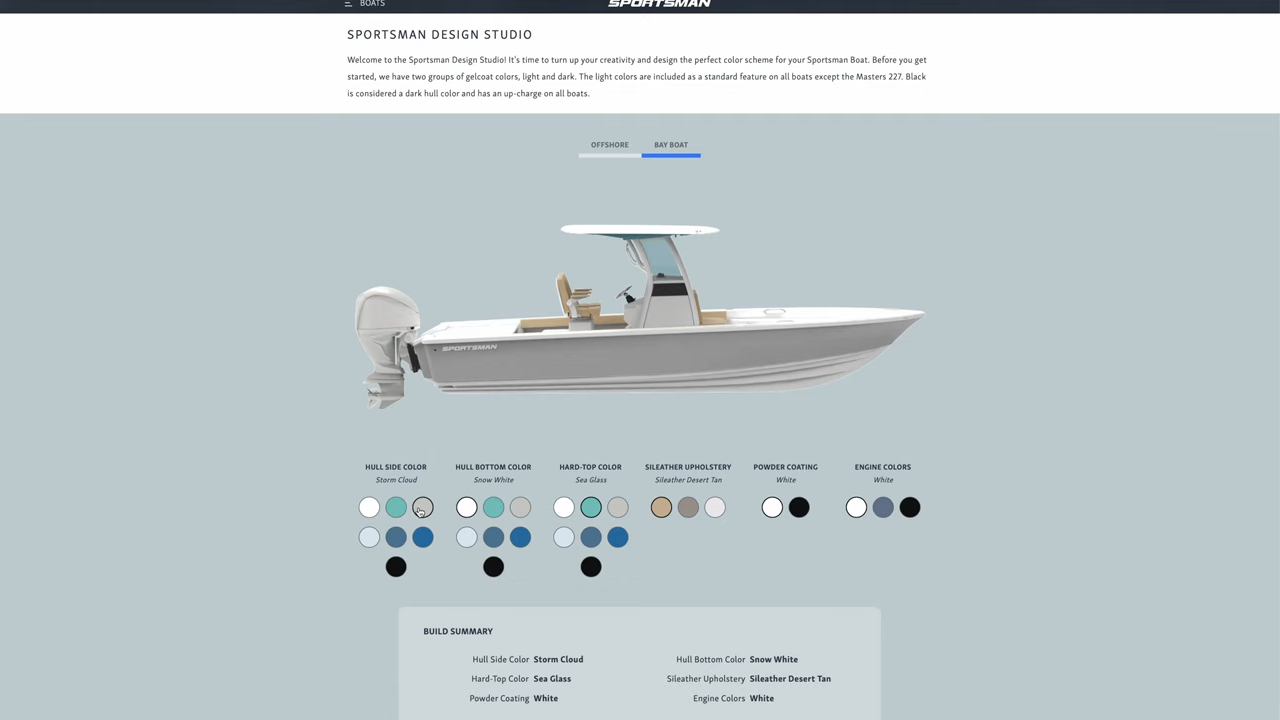 BOATS
SPORTSMAN
SPORTSMAN DESIGN STUDIO
Welcome to the Sportsman Design Studio! It's time to turn up your creativity and design the perfect color scheme for your Sportsman Boat. Before you get
started, we have two groups of gelcoat colors, light and dark. The light colors are included as a standard feature on all boats except the Masters 227. Black
is considered a dark hull color and has an up-charge on all boats.
OFFSHORE BAY BOAT
SPORTSMAN
HULL SIDE COLOR HULL BOTTOM COLOR HARD-TOP COLOR SILEATHER UPHOLSTERY POWDER COATING ENGINE COLORS
Storm Cloud Snow White Sea Glass Sileather Desert Tan White White
BUILD SUMMARY
Hull Side Color Storm Cloud Hull Bottom Color Snow White
Hard-Top Color Sea Glass Sileather Upholstery Sileather Desert Tan
Powder Coating White Engine Colors White